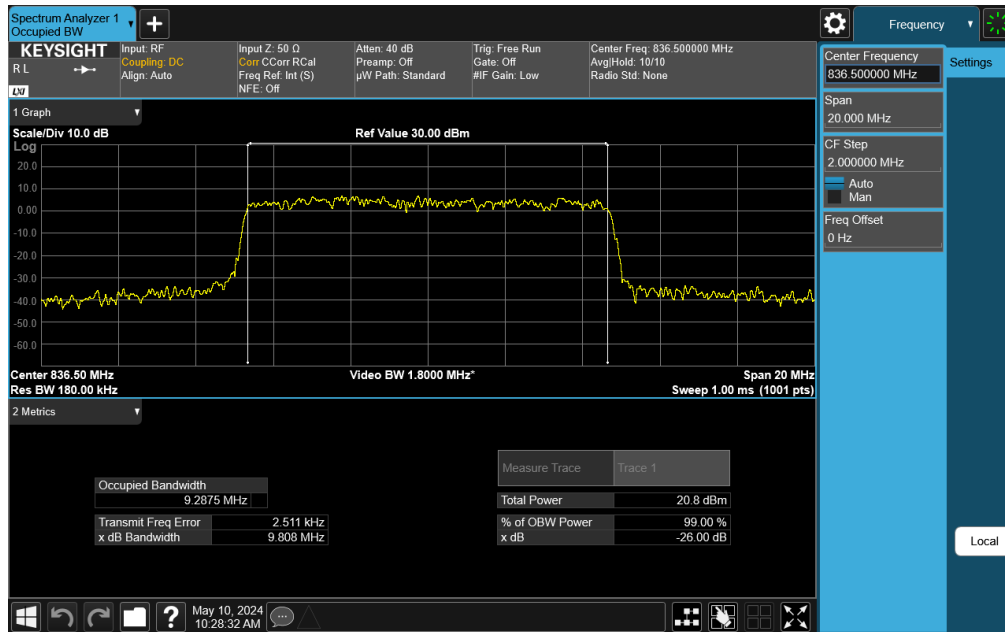 Spectrum Analyzer 1
Occupied BW
Frequency
KEYSIGHT
R L
LXI
Input: RF
Coupling: DC
Align: Auto
Input Z: 50 Ω
Corr CCorr RCal
Freq Ref: Int (S)
NFE: Off
Atten: 40 dB
Preamp: Off
µW Path: Standard
Trig: Free Run
Gate: Off
#IF Gain: Low
Center Freq: 836.500000 MHz
Avg|Hold: 10/10
Radio Std: None
Center Frequency
836.500000 MHz
Settings
Span
20.000 MHz
CF Step
2.000000 MHz
Auto
Man
Freq Offset
0 Hz
1 Graph
Scale/Div 10.0 dB
Ref Value 30.00 dBm
Log
20.0
10.0
0.00
-10.0
-20.0
-30.0
-40.0
-50.0
-60.0
Center 836.50 MHz
Video BW 1.8000 MHz*
Span 20 MHz
Res BW 180.00 kHz
Sweep 1.00 ms (1001 pts)
2 Metrics
Measure Trace
Trace 1
Occupied Bandwidth
9.2875 MHz
Total Power
20.8 dBm
Transmit Freq Error
2.511 kHz
% of OBW Power
99.00 %
x dB Bandwidth
9.808 MHz
x dB
-26.00 dB
Local
?
May 10, 2024
10:28:32 AM